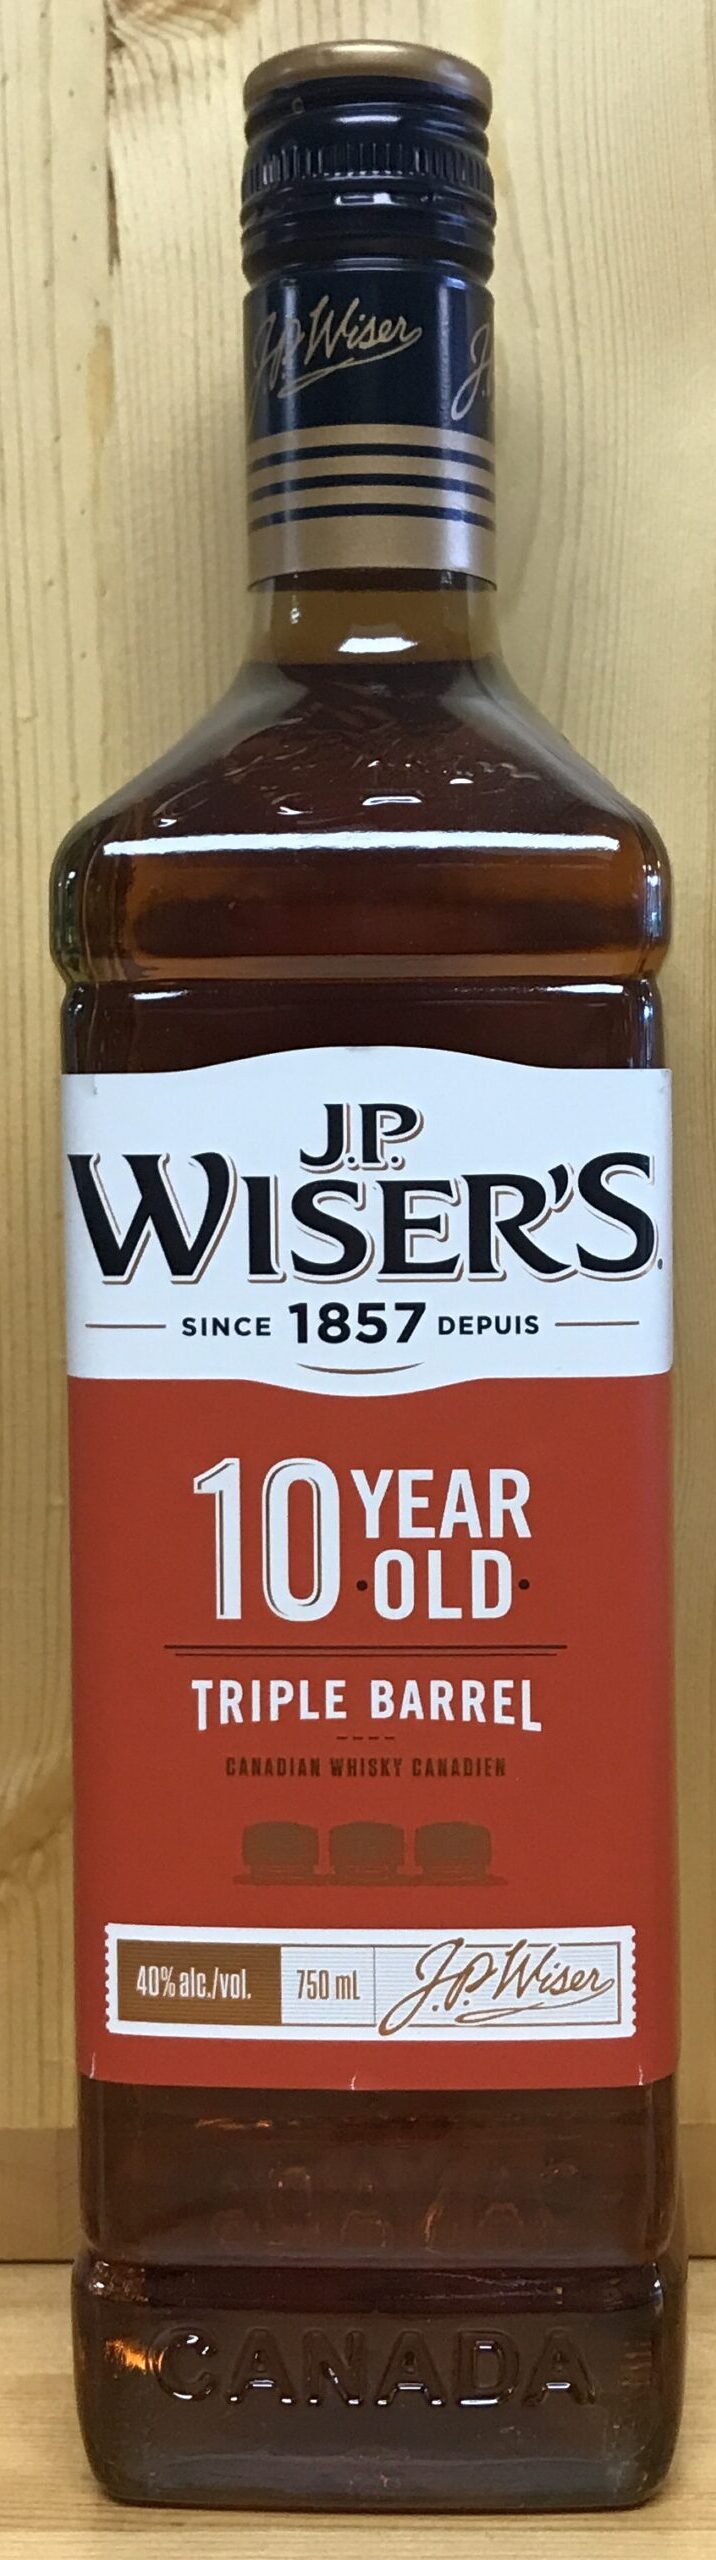 J.P. Wiser
J.P.
WISER'S
SINCE 1857 DEPUIS
10 YEAR
OLD
TRIPLE BARREL
CANADIAN WHISKY CANADIEN
40% alc./vol. 750 mL J.P. Wiser
CANADA